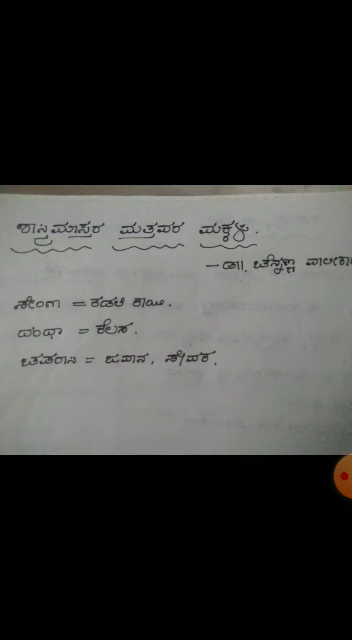 ಶಾಸ್ತ್ರಿ ಮಾಸ್ತರ ಮತ್ತವರ ಮಕ್ಕಳು.
- ಡಾ||. ಚೆನ್ನಣ್ಣ ವಾಲೀಕಾ
ಶೇಂಗಾ = ಕಡಲೆ ಕಾಯಿ.
ದಂಧಾ = ಕೆಲಸ.
ಚಪರಾಸಿ = ಜವಾನ, ಸೇವಕ.